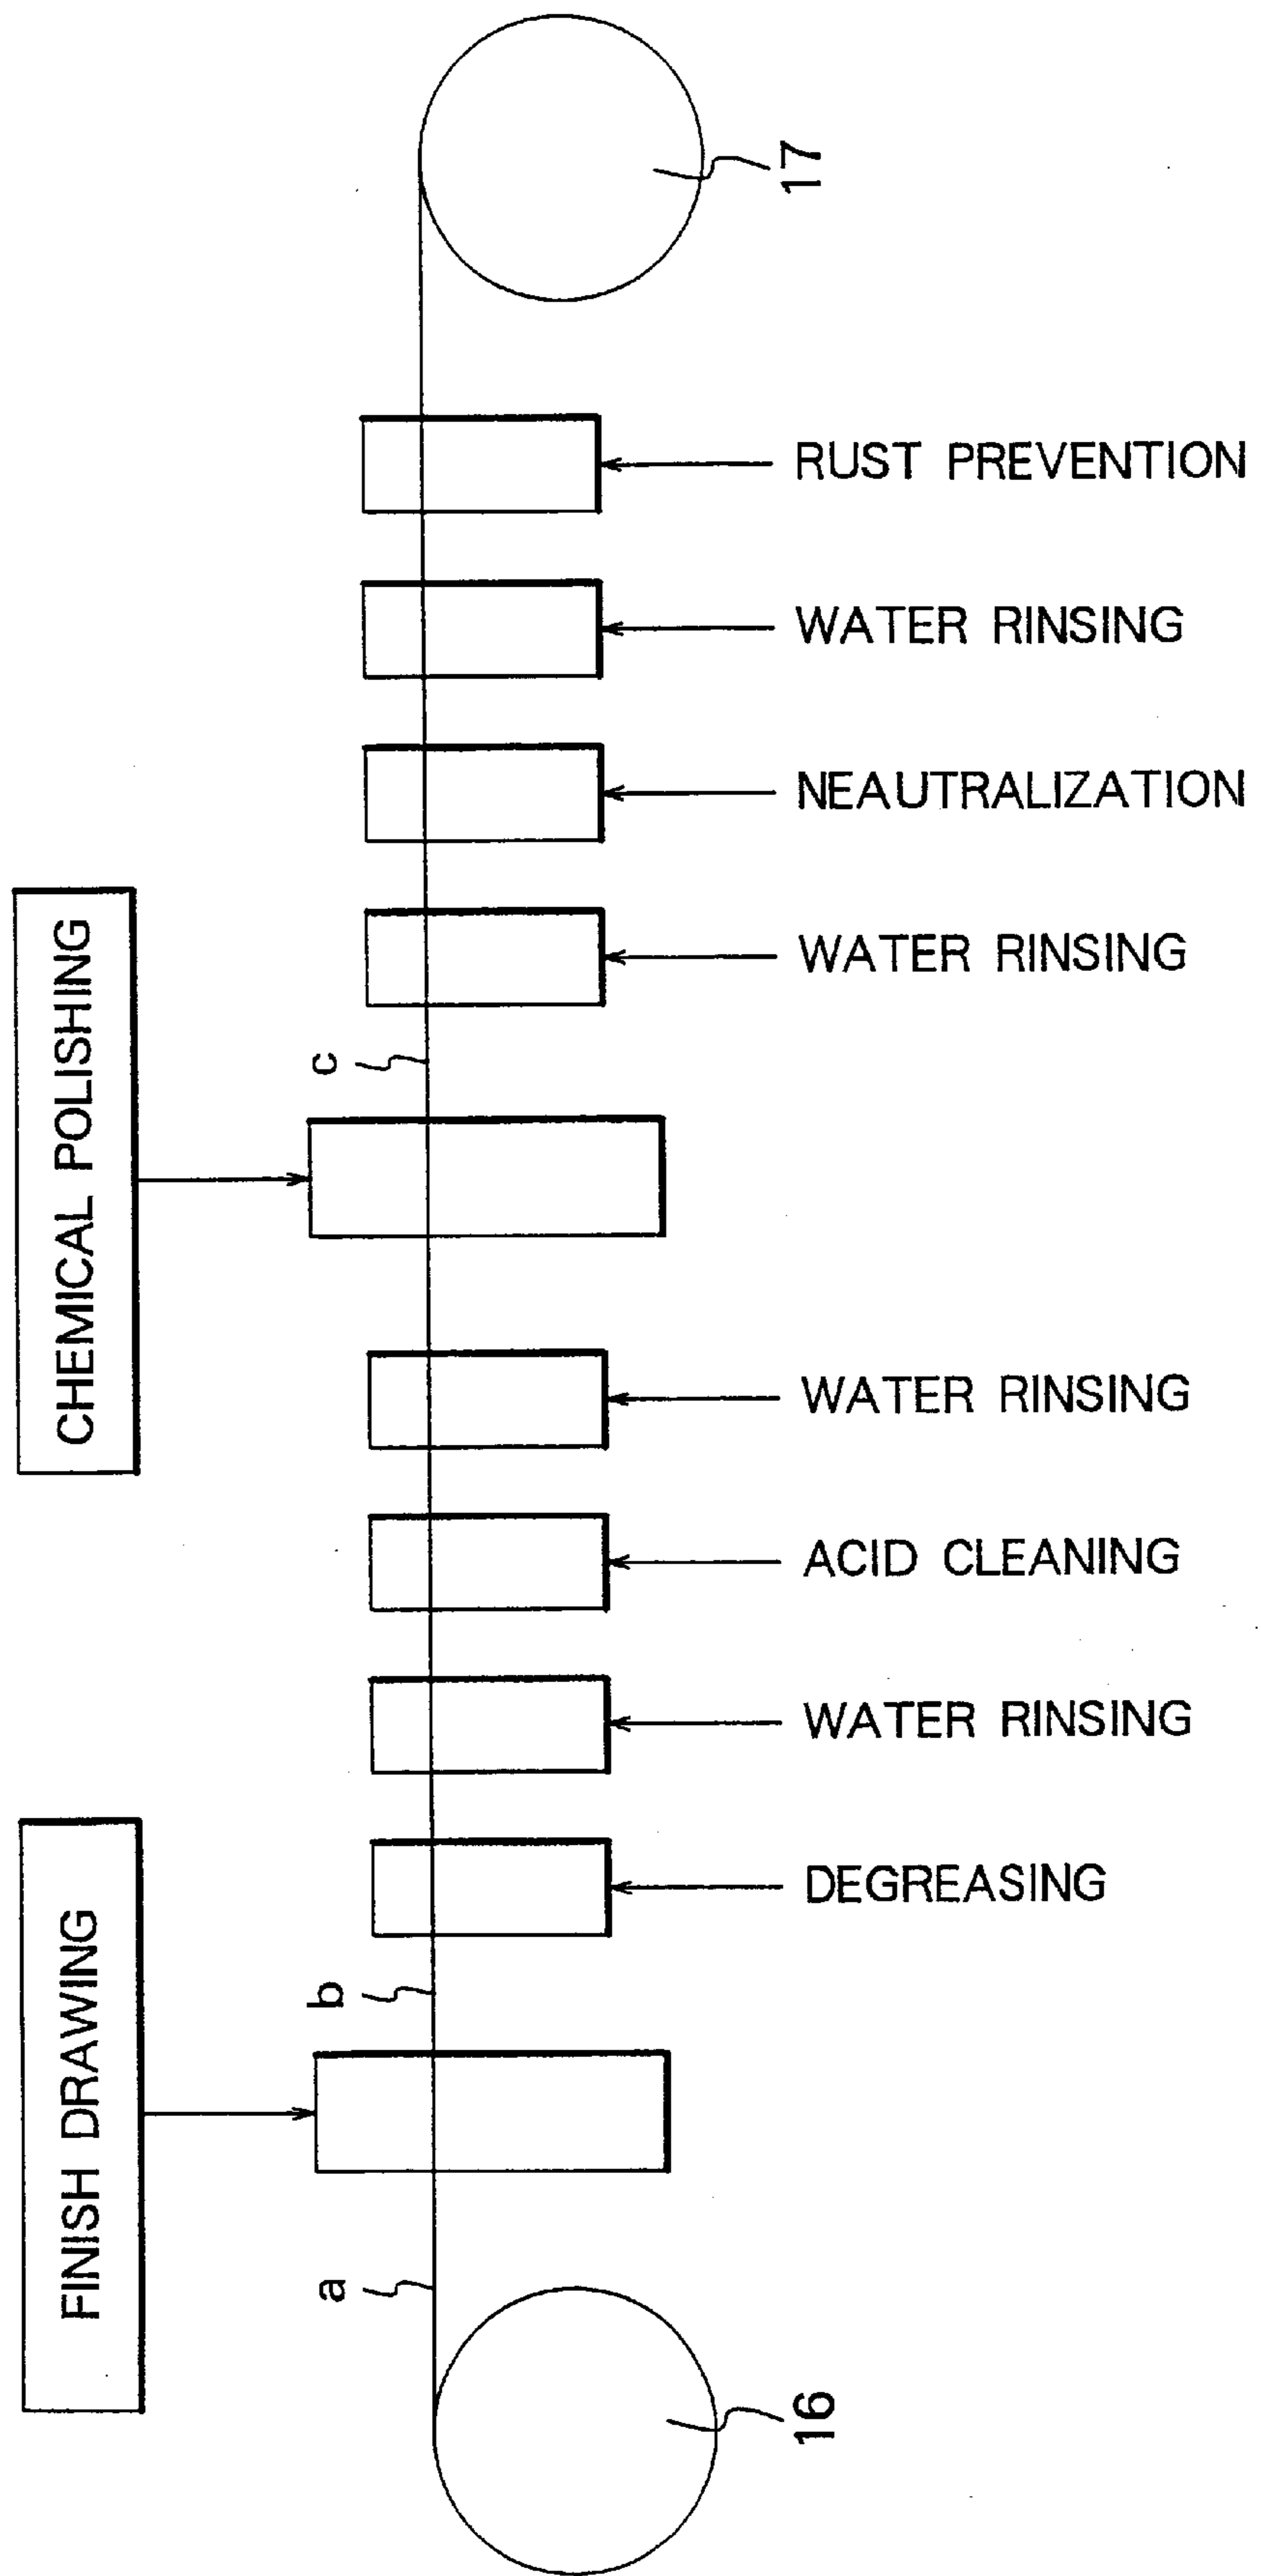 FINISH DRAWING
CHEMICAL POLISHING
a
b
c
16
DEGREASING
WATER RINSING
ACID CLEANING
WATER RINSING
WATER RINSING
NEAUTRALIZATION
WATER RINSING
RUST PREVENTION
17